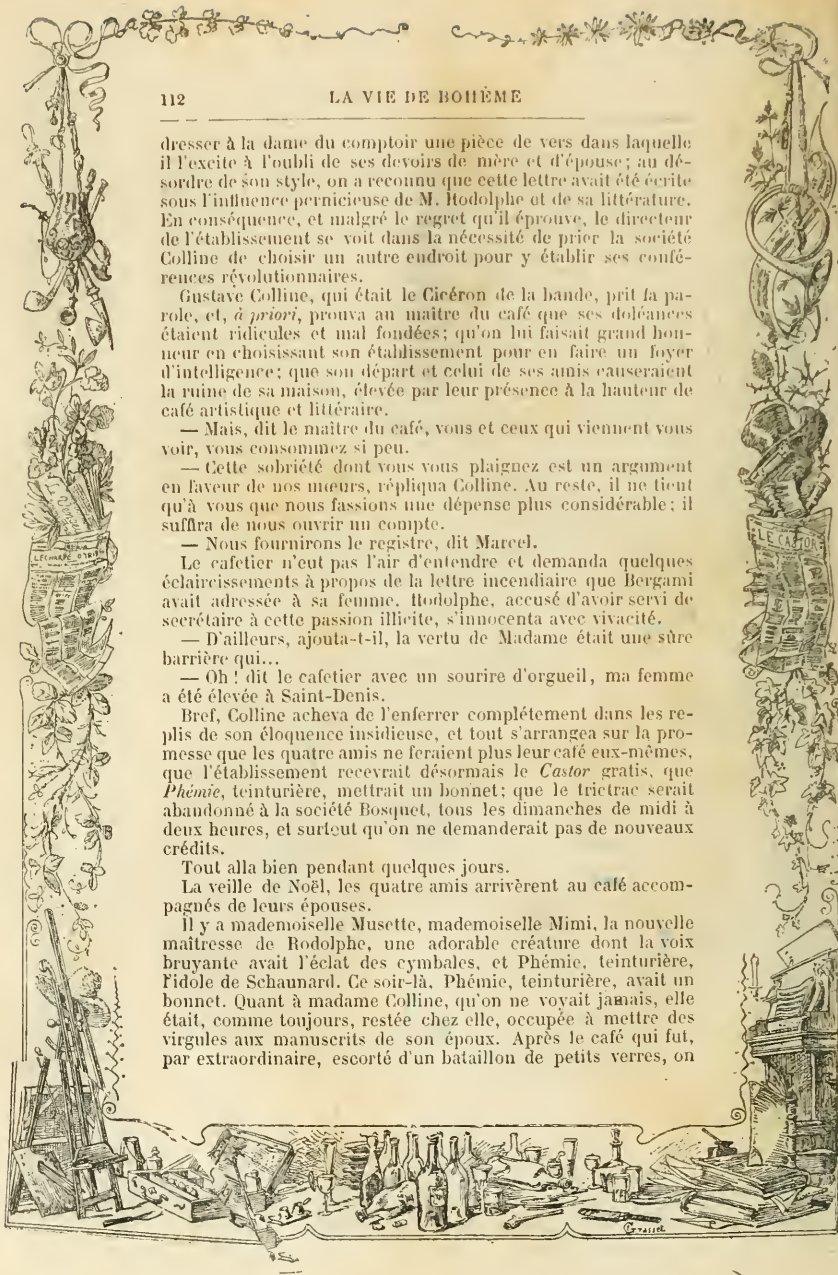 112 LA VIE DE BOHÈME
dresser à la dame du comptoir une pièce de vers dans laquelle
il l'excite à l'oubli de ses devoirs de mère et d'épouse; au dé-
sordre de son style, on a reconnu que cette lettre avait été écrite
sous l'influence pernicieuse de M. Rodolphe et de sa littérature.
En conséquence, et malgré le regret qu'il éprouve, le directeur
de l'établissement se voit dans la nécessité de prier la société
Colline de choisir un autre endroit pour y établir ses confé-
rences révolutionnaires.
Gustave Colline, qui était le Cicéron de la bande, prit la pa-
role, et, à priori, prouva au maître du café que ses doléances
étaient ridicules et mal fondées; qu'on lui faisait grand hon-
neur en choisissant son établissement pour en faire un foyer
d'intelligence; que son départ et celui de ses amis causeraient
la ruine de sa maison, élevée par leur présence à la hauteur de
café artistique et littéraire.
— Mais, dit le maître du café, vous et ceux qui viennent vous
voir, vous consommez si peu.
— Cette sobriété dont vous vous plaignez est un argument
en faveur de nos mœurs, répliqua Colline. Au reste, il ne tient
qu'à vous que nous fassions une dépense plus considérable; il
suffira de nous ouvrir un compte.
— Nous fournirons le registre, dit Marcel.
Le cafetier n'eut pas l'air d'entendre et demanda quelques
éclaircissements à propos de la lettre incendiaire que Bergami
avait adressée à sa femme. Rodolphe, accusé d'avoir servi de
secrétaire à cette passion illicite, s'innocenta avec vivacité.
— D'ailleurs, ajouta-t-il, la vertu de Madame était une sûre
barrière qui...
— Oh ! dit le cafetier avec un sourire d'orgueil, ma femme
a été élevée à Saint-Denis.
Bref, Colline acheva de l'enferrer complétement dans les re-
plis de son éloquence insidieuse, et tout s'arrangea sur la pro-
messe que les quatre amis ne feraient plus leur café eux-mêmes,
que l'établissement recevrait désormais le Castor gratis, que
Phémie, teinturière, mettrait un bonnet; que le trictrac serait
abandonné à la société Bosquet, tous les dimanches de midi à
deux heures, et surtout qu'on ne demanderait pas de nouveaux
crédits.
Tout alla bien pendant quelques jours.
La veille de Noël, les quatre amis arrivèrent au café accom-
pagnés de leurs épouses.
Il y a mademoiselle Musette, mademoiselle Mimi, la nouvelle
maîtresse de Rodolphe, une adorable créature dont la voix
bruyante avait l'éclat des cymbales, et Phémie, teinturière,
l'idole de Schaunard. Ce soir-là, Phémie, teinturière, avait un
bonnet. Quant à madame Colline, qu'on ne voyait jamais, elle
était, comme toujours, restée chez elle, occupée à mettre des
virgules aux manuscrits de son époux. Après le café qui fut,
par extraordinaire, escorté d'un bataillon de petits verres, on
L'ECHARPE D'IRIS
LE CASTOR
Grasset